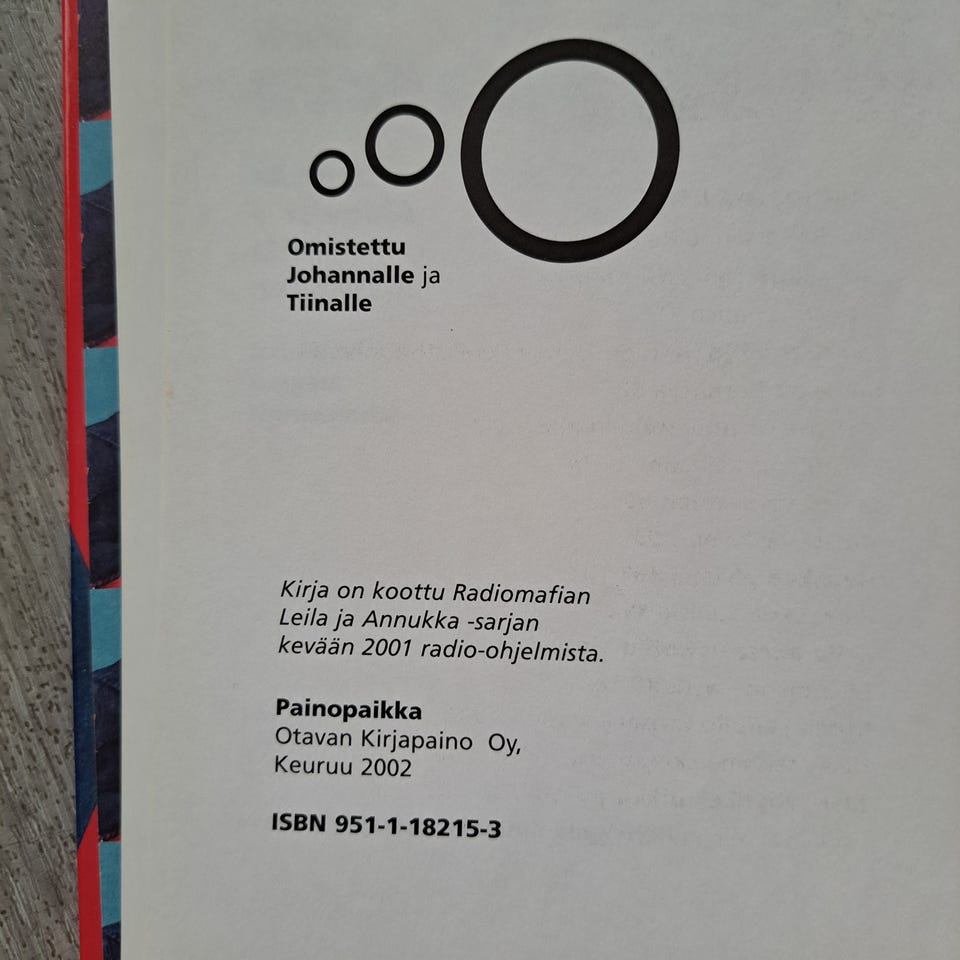 Omistettu
Johannalle ja
Tiinalle
Kirja on koottu Radiomafian
Leila ja Annukka -sarjan
kevään 2001 radio-ohjelmista.
Painopaikka
Otavan Kirjapaino Oy,
Keuruu 2002
ISBN 951-1-18215-3